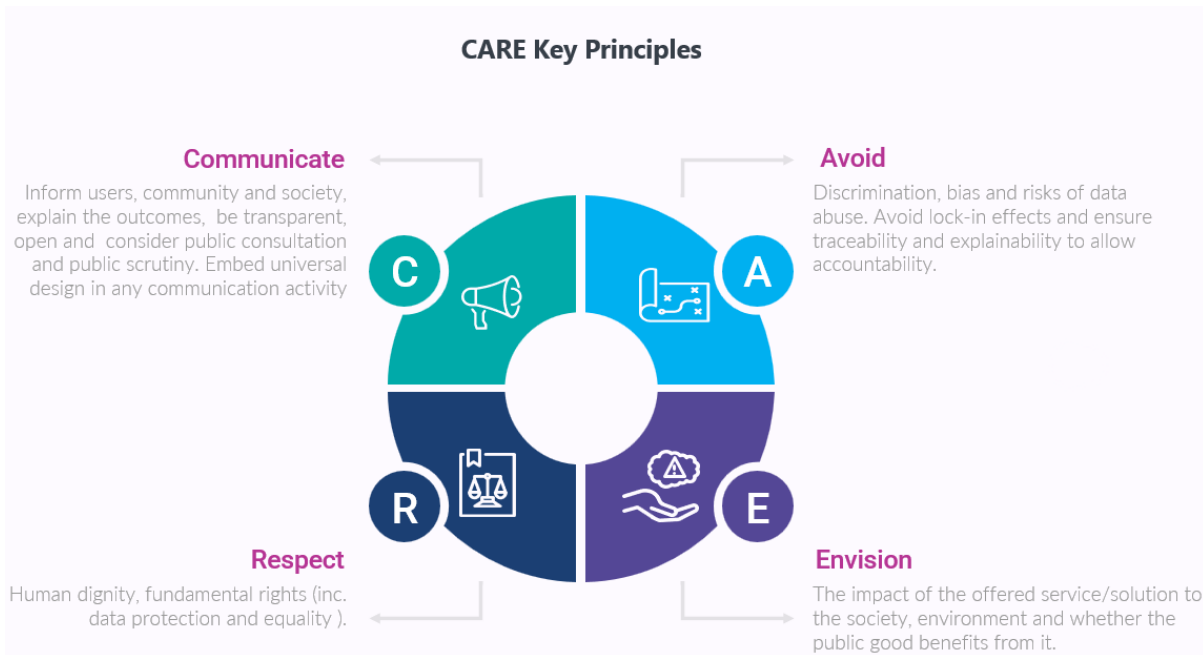 CARE Key Principles
Communicate
Inform users, community and society,
explain the outcomes, be transparent,
open and consider public consultation
and public scrutiny. Embed universal
design in any communication activity
C
Avoid
Discrimination, bias and risks of data
abuse. Avoid lock-in effects and ensure
traceability and explainability to allow
accountability.
A
R
Respect
Human dignity, fundamental rights (inc.
data protection and equality ).
E
Envision
The impact of the offered service/solution to
the society, environment and whether the
public good benefits from it.